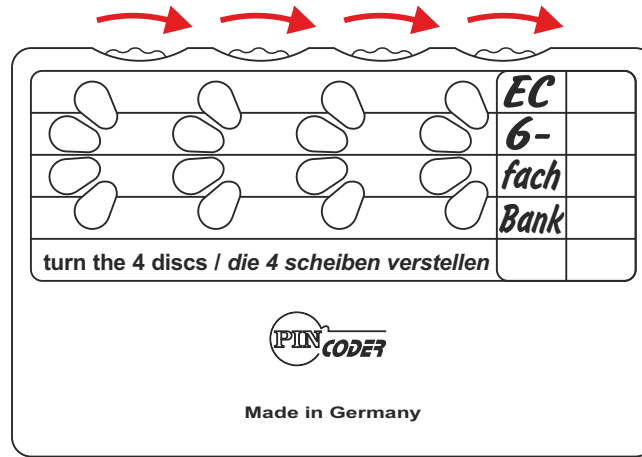 EC
6-
fach
Bank
turn the 4 discs / die 4 scheiben verstellen
PIN CODER
Made in Germany